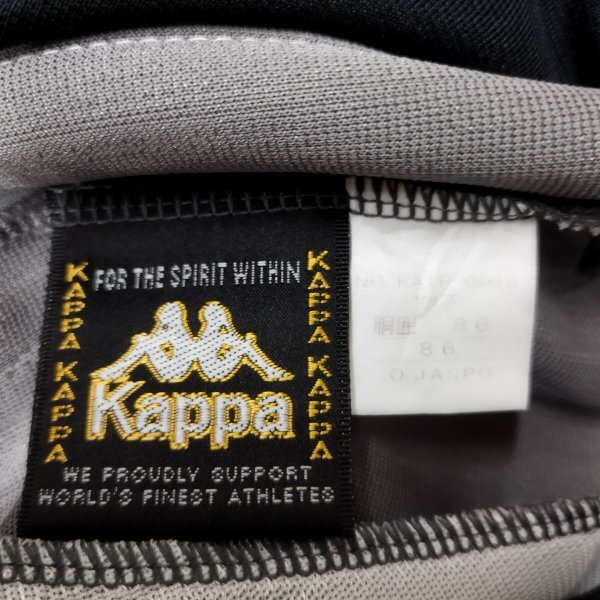 FOR THE SPIRIT WITHIN
KAPPA KAPPA
KAPPA KAPPA
Kappa
WE PROUDLY SUPPORT
WORLD'S FINEST ATHLETES
NO
胴囲 86
86
O JASPO